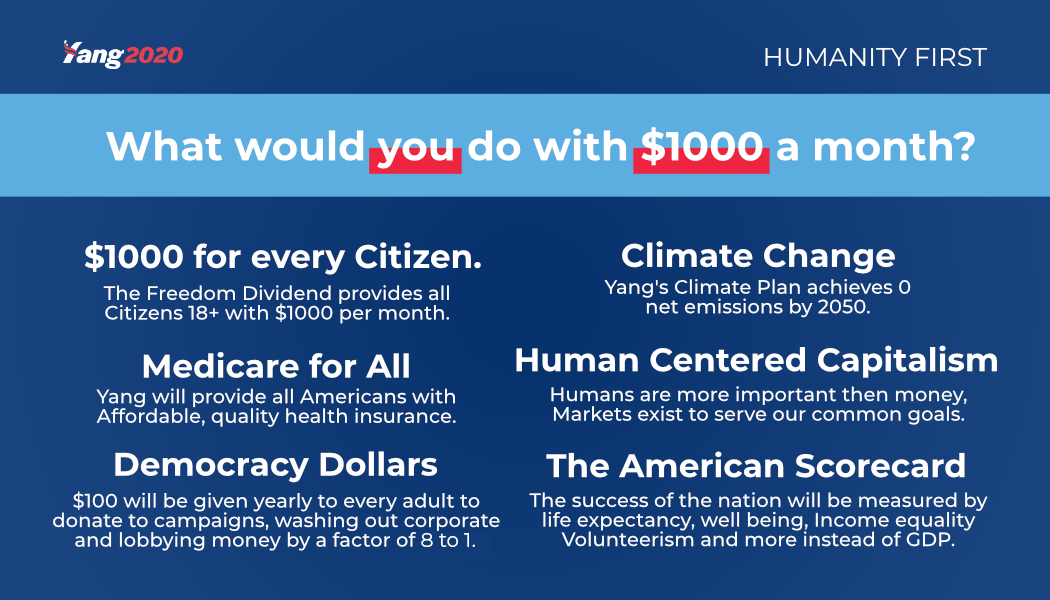 Yang2020
HUMANITY FIRST
What would you do with $1000 a month?
$1000 for every Citizen.
The Freedom Dividend provides all
Citizens 18+ with $1000 per month.
Medicare for All
Yang will provide all Americans with
Affordable, quality health insurance.
Democracy Dollars
$100 will be given yearly to every adult to
donate to campaigns, washing out corporate
and lobbying money by a factor of 8 to 1.
Climate Change
Yang's Climate Plan achieves 0
net emissions by 2050.
Human Centered Capitalism
Humans are more important then money,
Markets exist to serve our common goals.
The American Scorecard
The success of the nation will be measured by
life expectancy, well being, Income equality
Volunteerism and more instead of GDP.